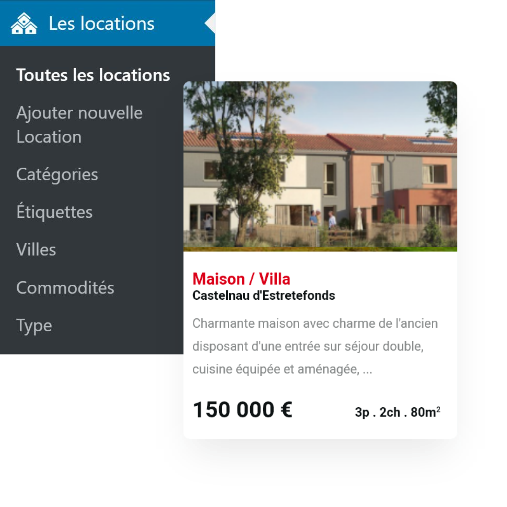 Les locations
Toutes les locations
Ajouter nouvelle
Location
Catégories
Étiquettes
Villes
Commodités
Type
Maison / Villa
Castelnau d'Estretefonds
Charmante maison avec charme de l'ancien
disposant d'une entrée sur séjour double,
cuisine équipée et aménagée, ...
150 000 €
3p . 2ch . 80m²